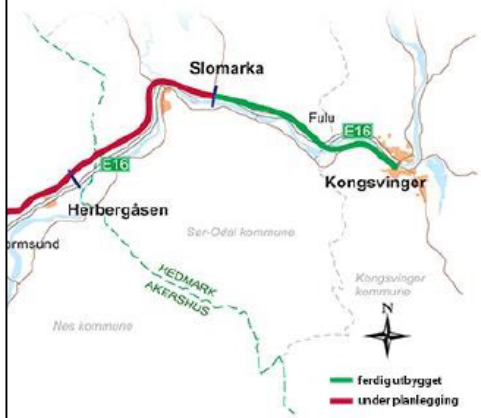 Slomarka
Fulu
E16
Kongsvinger
E16
Herbergåsen
ormsund
Sør-Odal kommune
HEDMARK
AKERSHUS
Kongsvinger
kommune
Nes kommune
N
ferdig utbygget
under planlegging